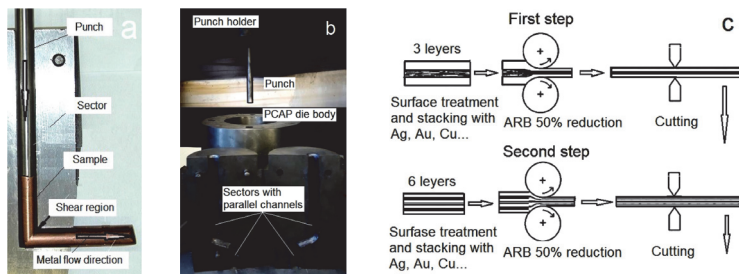 a
Punch
Sector
Sample
Shear region
Metal flow direction
b
Punch holder
Punch
PCAP die body
Sectors with
parallel channels
c
First step
3 layers
Surface treatment
and stacking with
Ag, Au, Cu...
ARB 50% reduction
Cutting
Second step
6 layers
Surface treatment
and stacking with
Ag, Au, Cu...
ARB 50% reduction
Cutting